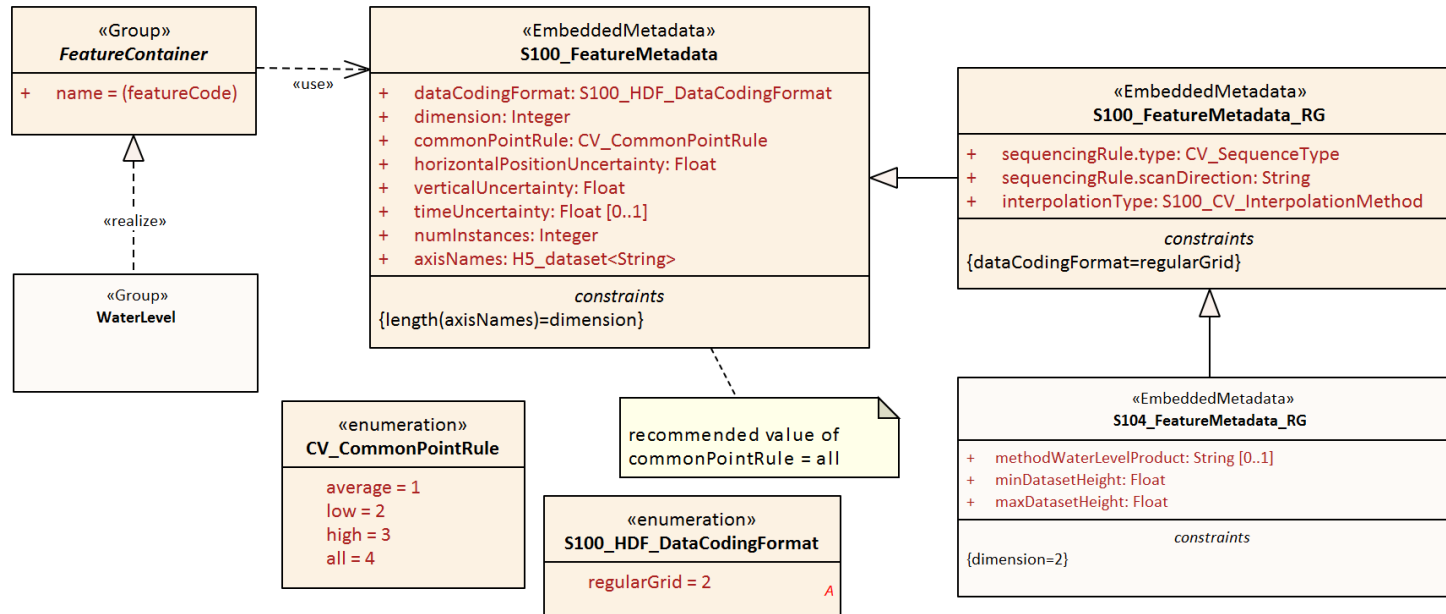 «Group»
FeatureContainer
+ name = (featureCode)
«use»
«realize»
«Group»
WaterLevel
«EmbeddedMetadata»
S100_FeatureMetadata
+ dataCodingFormat: S100_HDF_DataCodingFormat
+ dimension: Integer
+ commonPointRule: CV_CommonPointRule
+ horizontalPositionUncertainty: Float
+ verticalUncertainty: Float
+ timeUncertainty: Float [0..1]
+ numInstances: Integer
+ axisNames: H5_dataset<String>
constraints
{length(axisNames)=dimension}
«EmbeddedMetadata»
S100_FeatureMetadata_RG
+ sequencingRule.type: CV_SequenceType
+ sequencingRule.scanDirection: String
+ interpolationType: S100_CV_InterpolationMethod
constraints
{dataCodingFormat=regularGrid}
«enumeration»
CV_CommonPointRule
average = 1
low = 2
high = 3
all = 4
recommended value of
commonPointRule = all
«enumeration»
S100_HDF_DataCodingFormat
regularGrid = 2
A
«EmbeddedMetadata»
S104_FeatureMetadata_RG
+ methodWaterLevelProduct: String [0..1]
+ minDatasetHeight: Float
+ maxDatasetHeight: Float
constraints
{dimension=2}